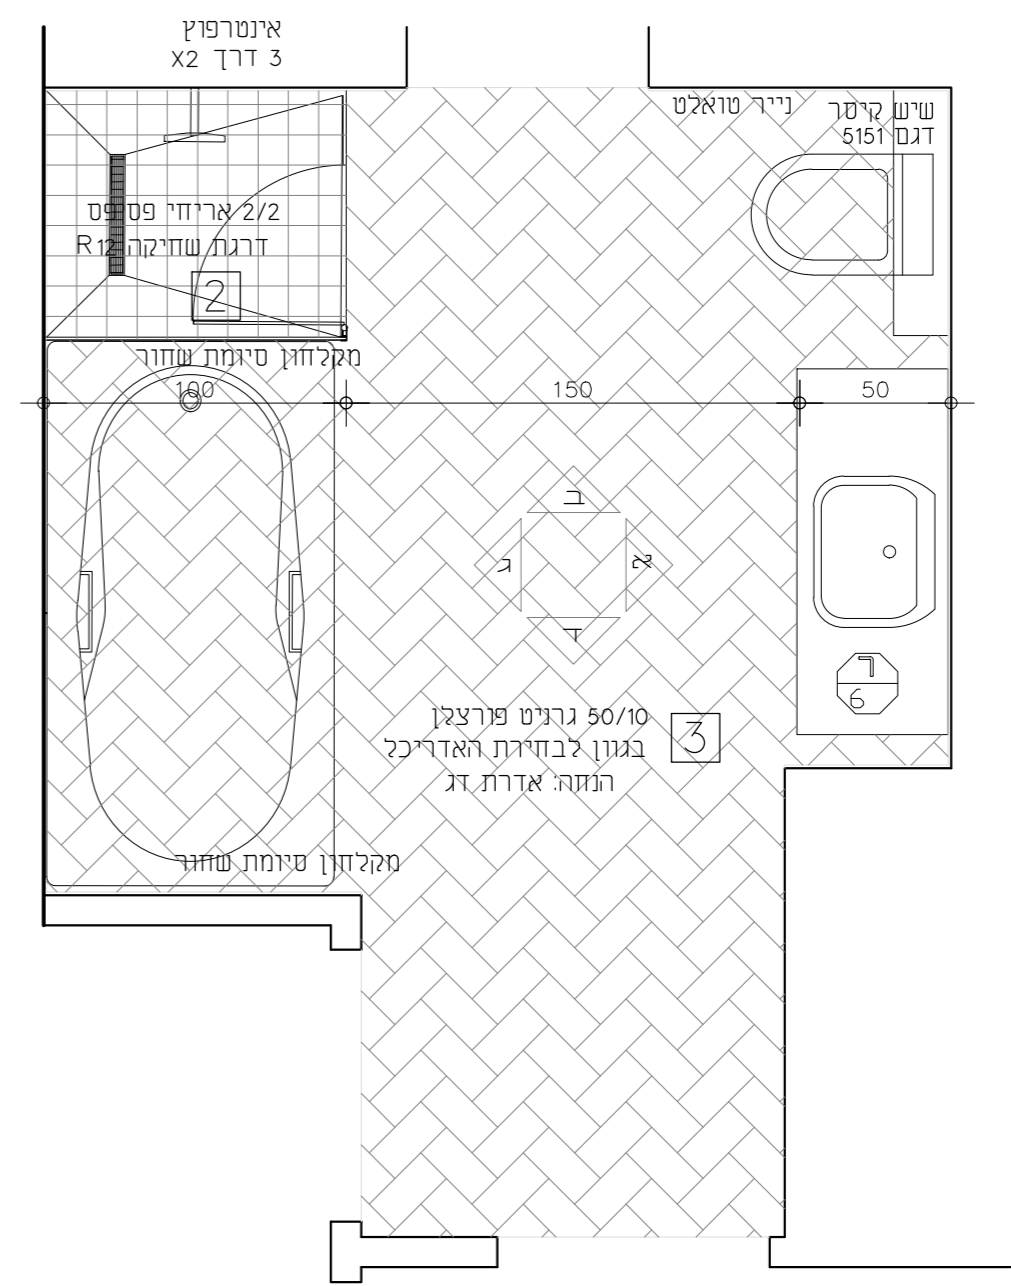 אינטרפוץ
3 דרך X2
נייר טואלט
שיש קיסר
דגם 5151
2/2 אריחי פסיפס
דרגת שחיקה R12
2
מקלחון סיומת שחור
100
150
50
ב
ג
א
ד
ד
6
50/10 גרניט פורצלן
בגוון לבחירת האדריכל
הנחה: אדרת דג
3
מקלחון סיומת שחור